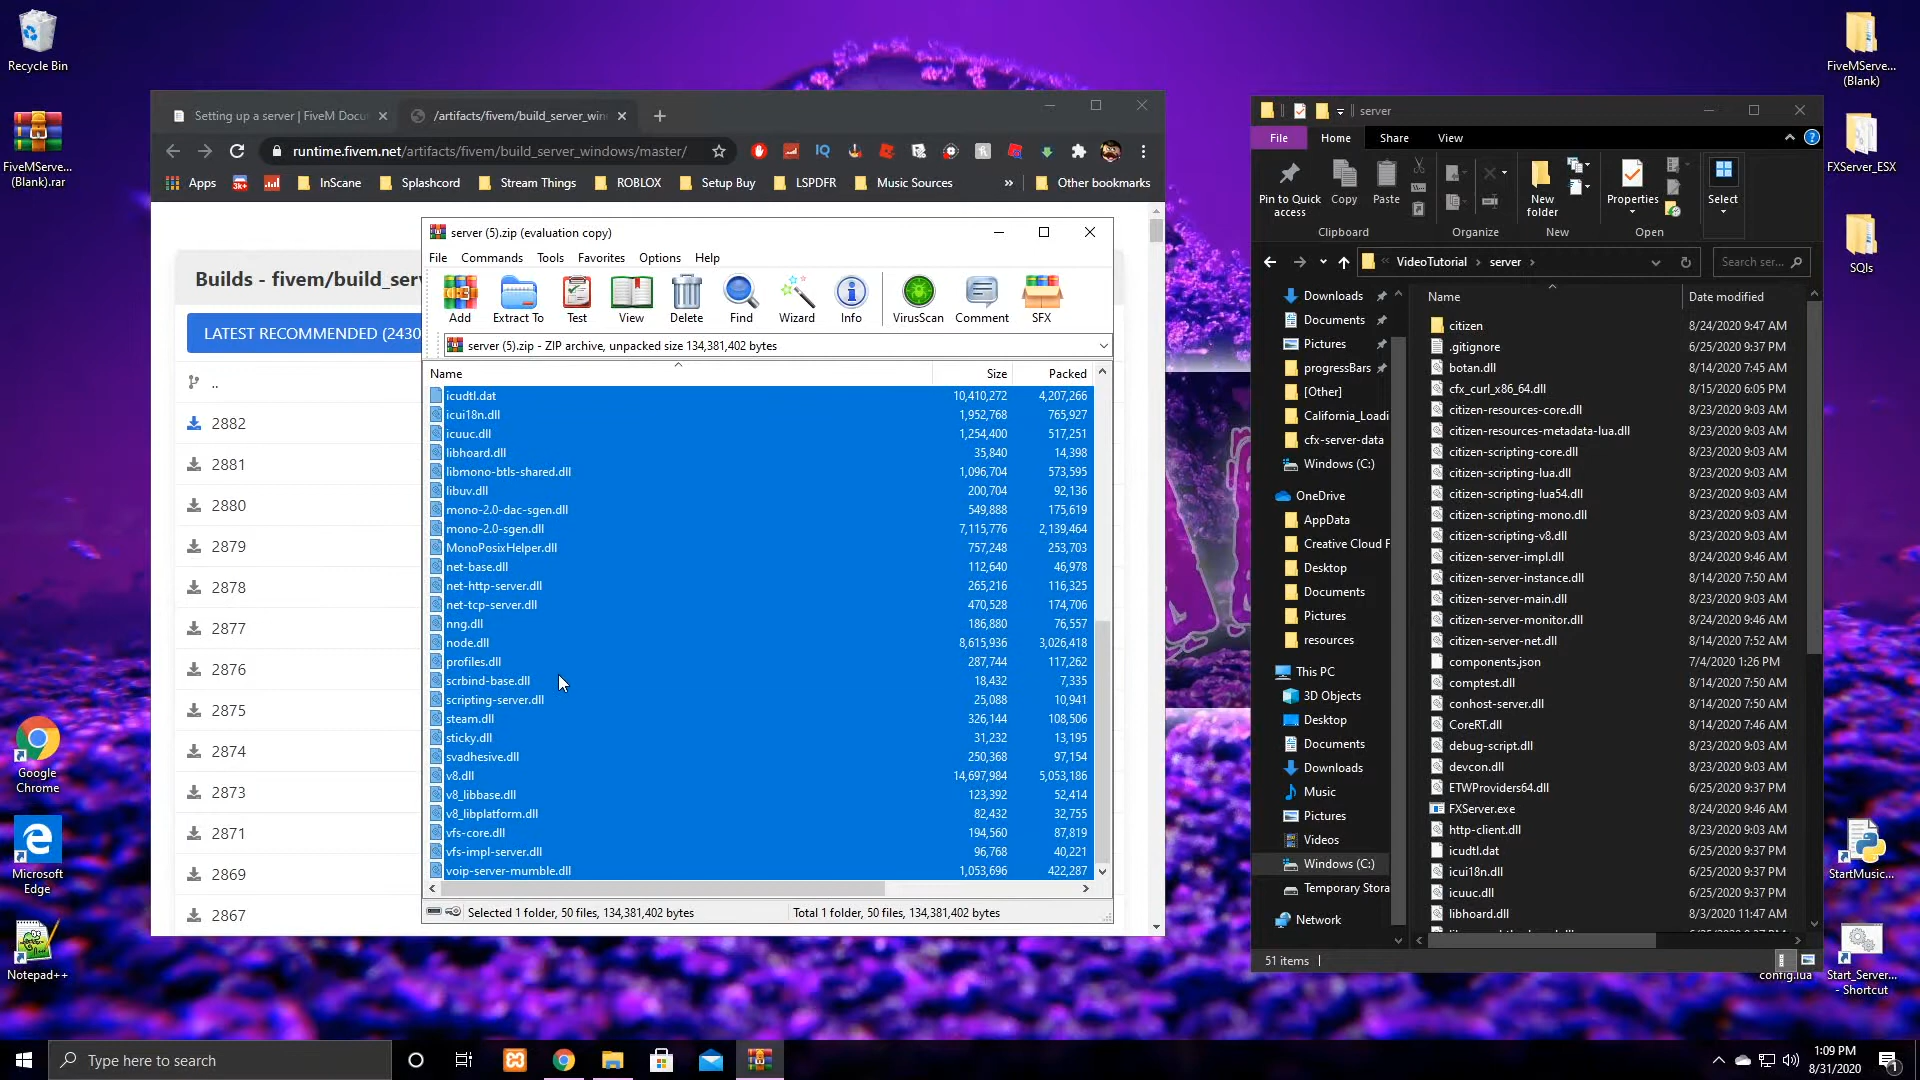 Recycle Bin
FiveMServe...
(Blank).rar
Google
Chrome
Microsoft
Edge
Notepad++
Setting up a server | FiveM Docu
/artifacts/fivem/build_server_win
runtime.fivem.net/artifacts/fivem/build_server_windows/master/
Apps
InScane
Splashcord
Stream Things
ROBLOX
Setup Buy
LSPDFR
Music Sources
»
Other bookmarks
Builds - fivem/build_serv
LATEST RECOMMENDED (2430
..
2882
2881
2880
2879
2878
2877
2876
2875
2874
2873
2871
2869
2867
server (5).zip (evaluation copy)
File Commands Tools Favorites Options Help
Add Extract To Test View Delete Find Wizard Info VirusScan Comment SFX
server (5).zip - ZIP archive, unpacked size 134,381,402 bytes
Name Size Packed
icudtl.dat 10,410,272 4,207,266
icui18n.dll 1,952,768 765,927
icuuc.dll 1,254,400 517,251
libhoard.dll 35,840 14,398
libmono-btls-shared.dll 1,096,704 573,595
libuv.dll 200,704 92,136
mono-2.0-dac-sgen.dll 549,888 175,619
mono-2.0-sgen.dll 7,115,776 2,139,464
MonoPosixHelper.dll 757,248 253,703
net-base.dll 112,640 46,978
net-http-server.dll 265,216 116,325
net-tcp-server.dll 470,528 174,706
nng.dll 186,880 76,557
node.dll 8,615,936 3,026,418
profiles.dll 287,744 117,262
scrbind-base.dll 18,432 7,335
scripting-server.dll 25,088 10,941
steam.dll 326,144 108,506
sticky.dll 31,232 13,195
svadhesive.dll 250,368 97,154
v8.dll 14,697,984 5,053,186
v8_libbase.dll 123,392 52,414
v8_libplatform.dll 82,432 32,755
vfs-core.dll 194,560 87,819
vfs-impl-server.dll 96,768 40,221
voip-server-mumble.dll 1,053,696 422,287
Selected 1 folder, 50 files, 134,381,402 bytes
Total 1 folder, 50 files, 134,381,402 bytes
server
File Home Share View
Pin to Quick
access
Copy
Paste
New
folder
Properties
Select
Clipboard Organize New Open
VideoTutorial › server ›
Search ser...
Downloads
Documents
Pictures
progressBars
[Other]
California_Loadi
cfx-server-data
Windows (C:)
OneDrive
AppData
Creative Cloud F
Desktop
Documents
Pictures
resources
This PC
3D Objects
Desktop
Documents
Downloads
Music
Pictures
Videos
Windows (C:)
Temporary Stora
Network
Name Date modified
citizen 8/24/2020 9:47 AM
.gitignore 6/25/2020 9:37 PM
botan.dll 8/14/2020 7:45 AM
cfx_curl_x86_64.dll 8/15/2020 6:05 PM
citizen-resources-core.dll 8/23/2020 9:03 AM
citizen-resources-metadata-lua.dll 8/23/2020 9:03 AM
citizen-scripting-core.dll 8/23/2020 9:03 AM
citizen-scripting-lua.dll 8/23/2020 9:03 AM
citizen-scripting-lua54.dll 8/23/2020 9:03 AM
citizen-scripting-mono.dll 8/23/2020 9:03 AM
citizen-scripting-v8.dll 8/23/2020 9:03 AM
citizen-server-impl.dll 8/24/2020 9:46 AM
citizen-server-instance.dll 8/14/2020 7:50 AM
citizen-server-main.dll 8/23/2020 9:03 AM
citizen-server-monitor.dll 8/24/2020 9:46 AM
citizen-server-net.dll 8/14/2020 7:52 AM
components.json 7/4/2020 1:26 PM
comptest.dll 8/14/2020 7:50 AM
conhost-server.dll 8/14/2020 7:50 AM
CoreRT.dll 8/14/2020 7:46 AM
debug-script.dll 8/23/2020 9:03 AM
devcon.dll 8/23/2020 9:03 AM
ETWProviders64.dll 6/25/2020 9:37 PM
FXServer.exe 8/24/2020 9:46 AM
http-client.dll 8/23/2020 9:03 AM
icudtl.dat 6/25/2020 9:37 PM
icui18n.dll 6/25/2020 9:37 PM
icuuc.dll 6/25/2020 9:37 PM
libhoard.dll 8/3/2020 11:47 AM
51 items
FiveMServe...
(Blank)
FXServer_ESX
SQls
StartMusic...
config.lua
Start_Server...
- Shortcut
Type here to search
1:09 PM
8/31/2020